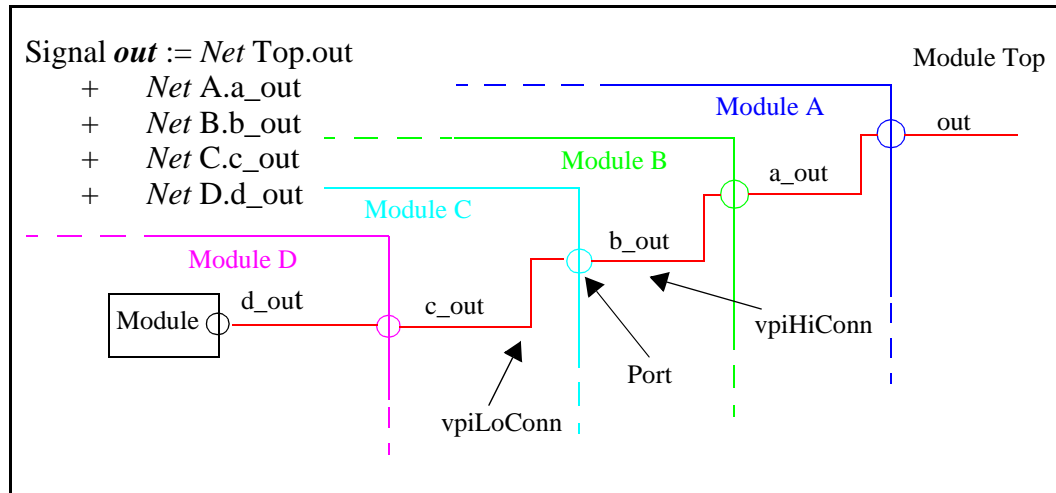 Signal out := Net Top.out
+ Net A.a_out
+ Net B.b_out
+ Net C.c_out
+ Net D.d_out
Module Top
Module A
out
Module B
a_out
Module C
b_out
Module D
vpiHiConn
d_out
c_out
Module
Port
vpiLoConn